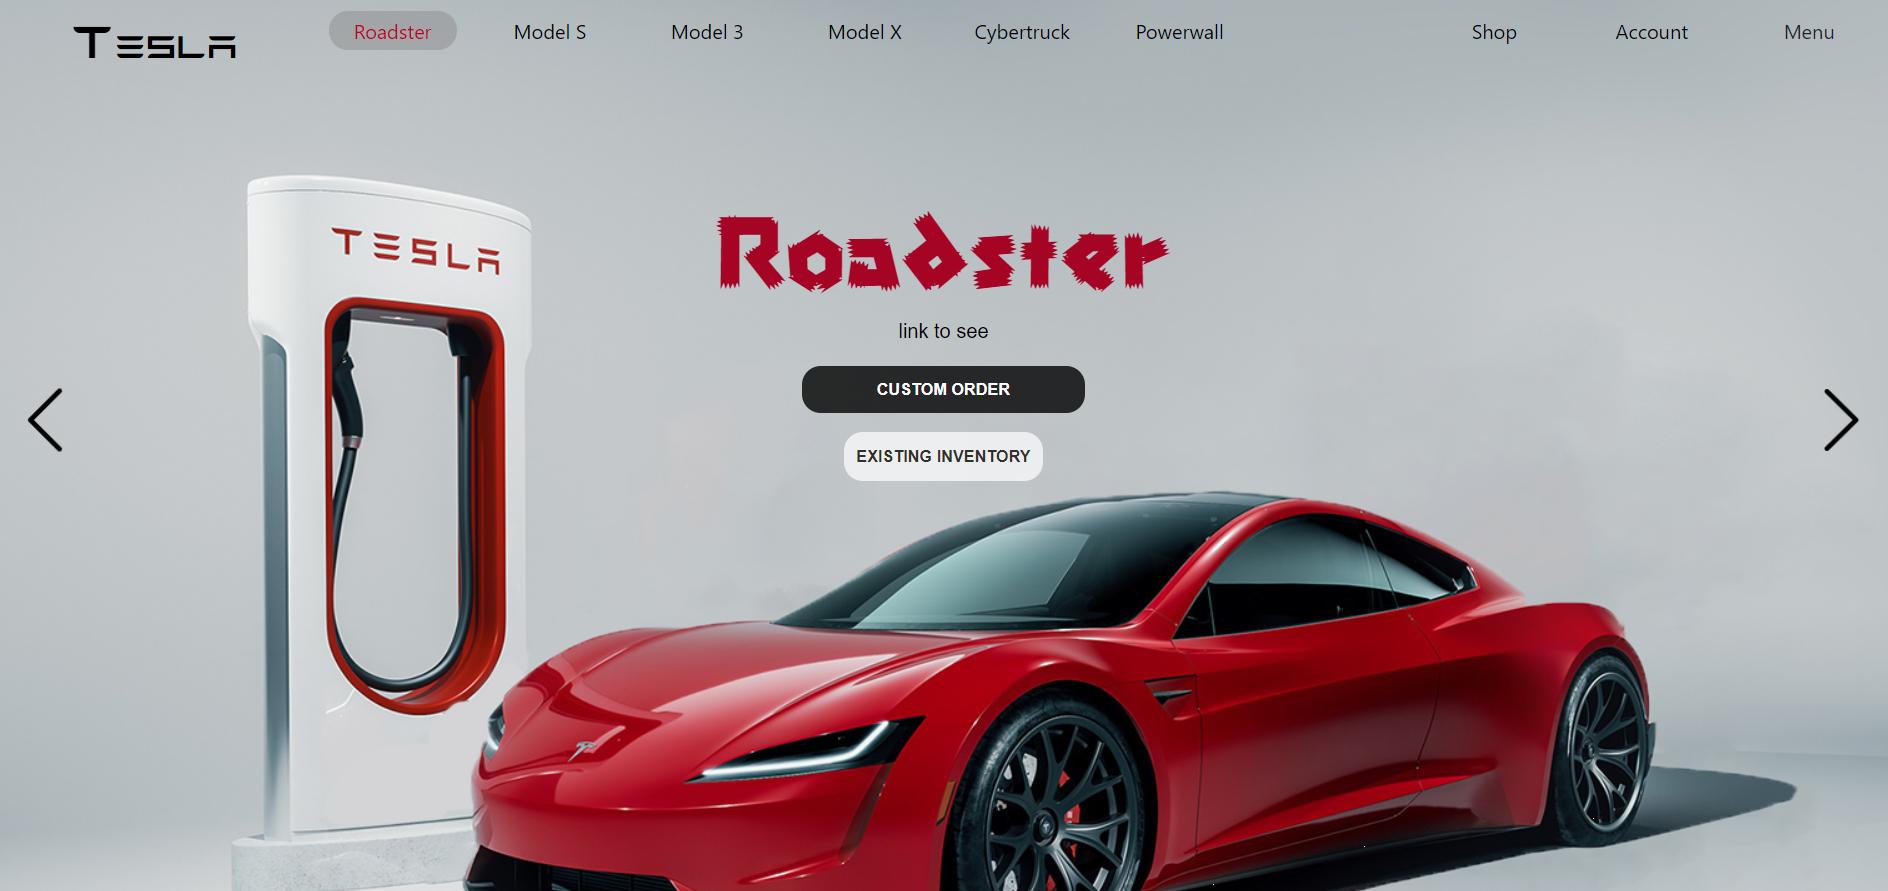 TESLA
Roadster
Model S
Model 3
Model X
Cybertruck
Powerwall
Shop
Account
Menu
TESLA
Roadster
link to see
CUSTOM ORDER
EXISTING INVENTORY